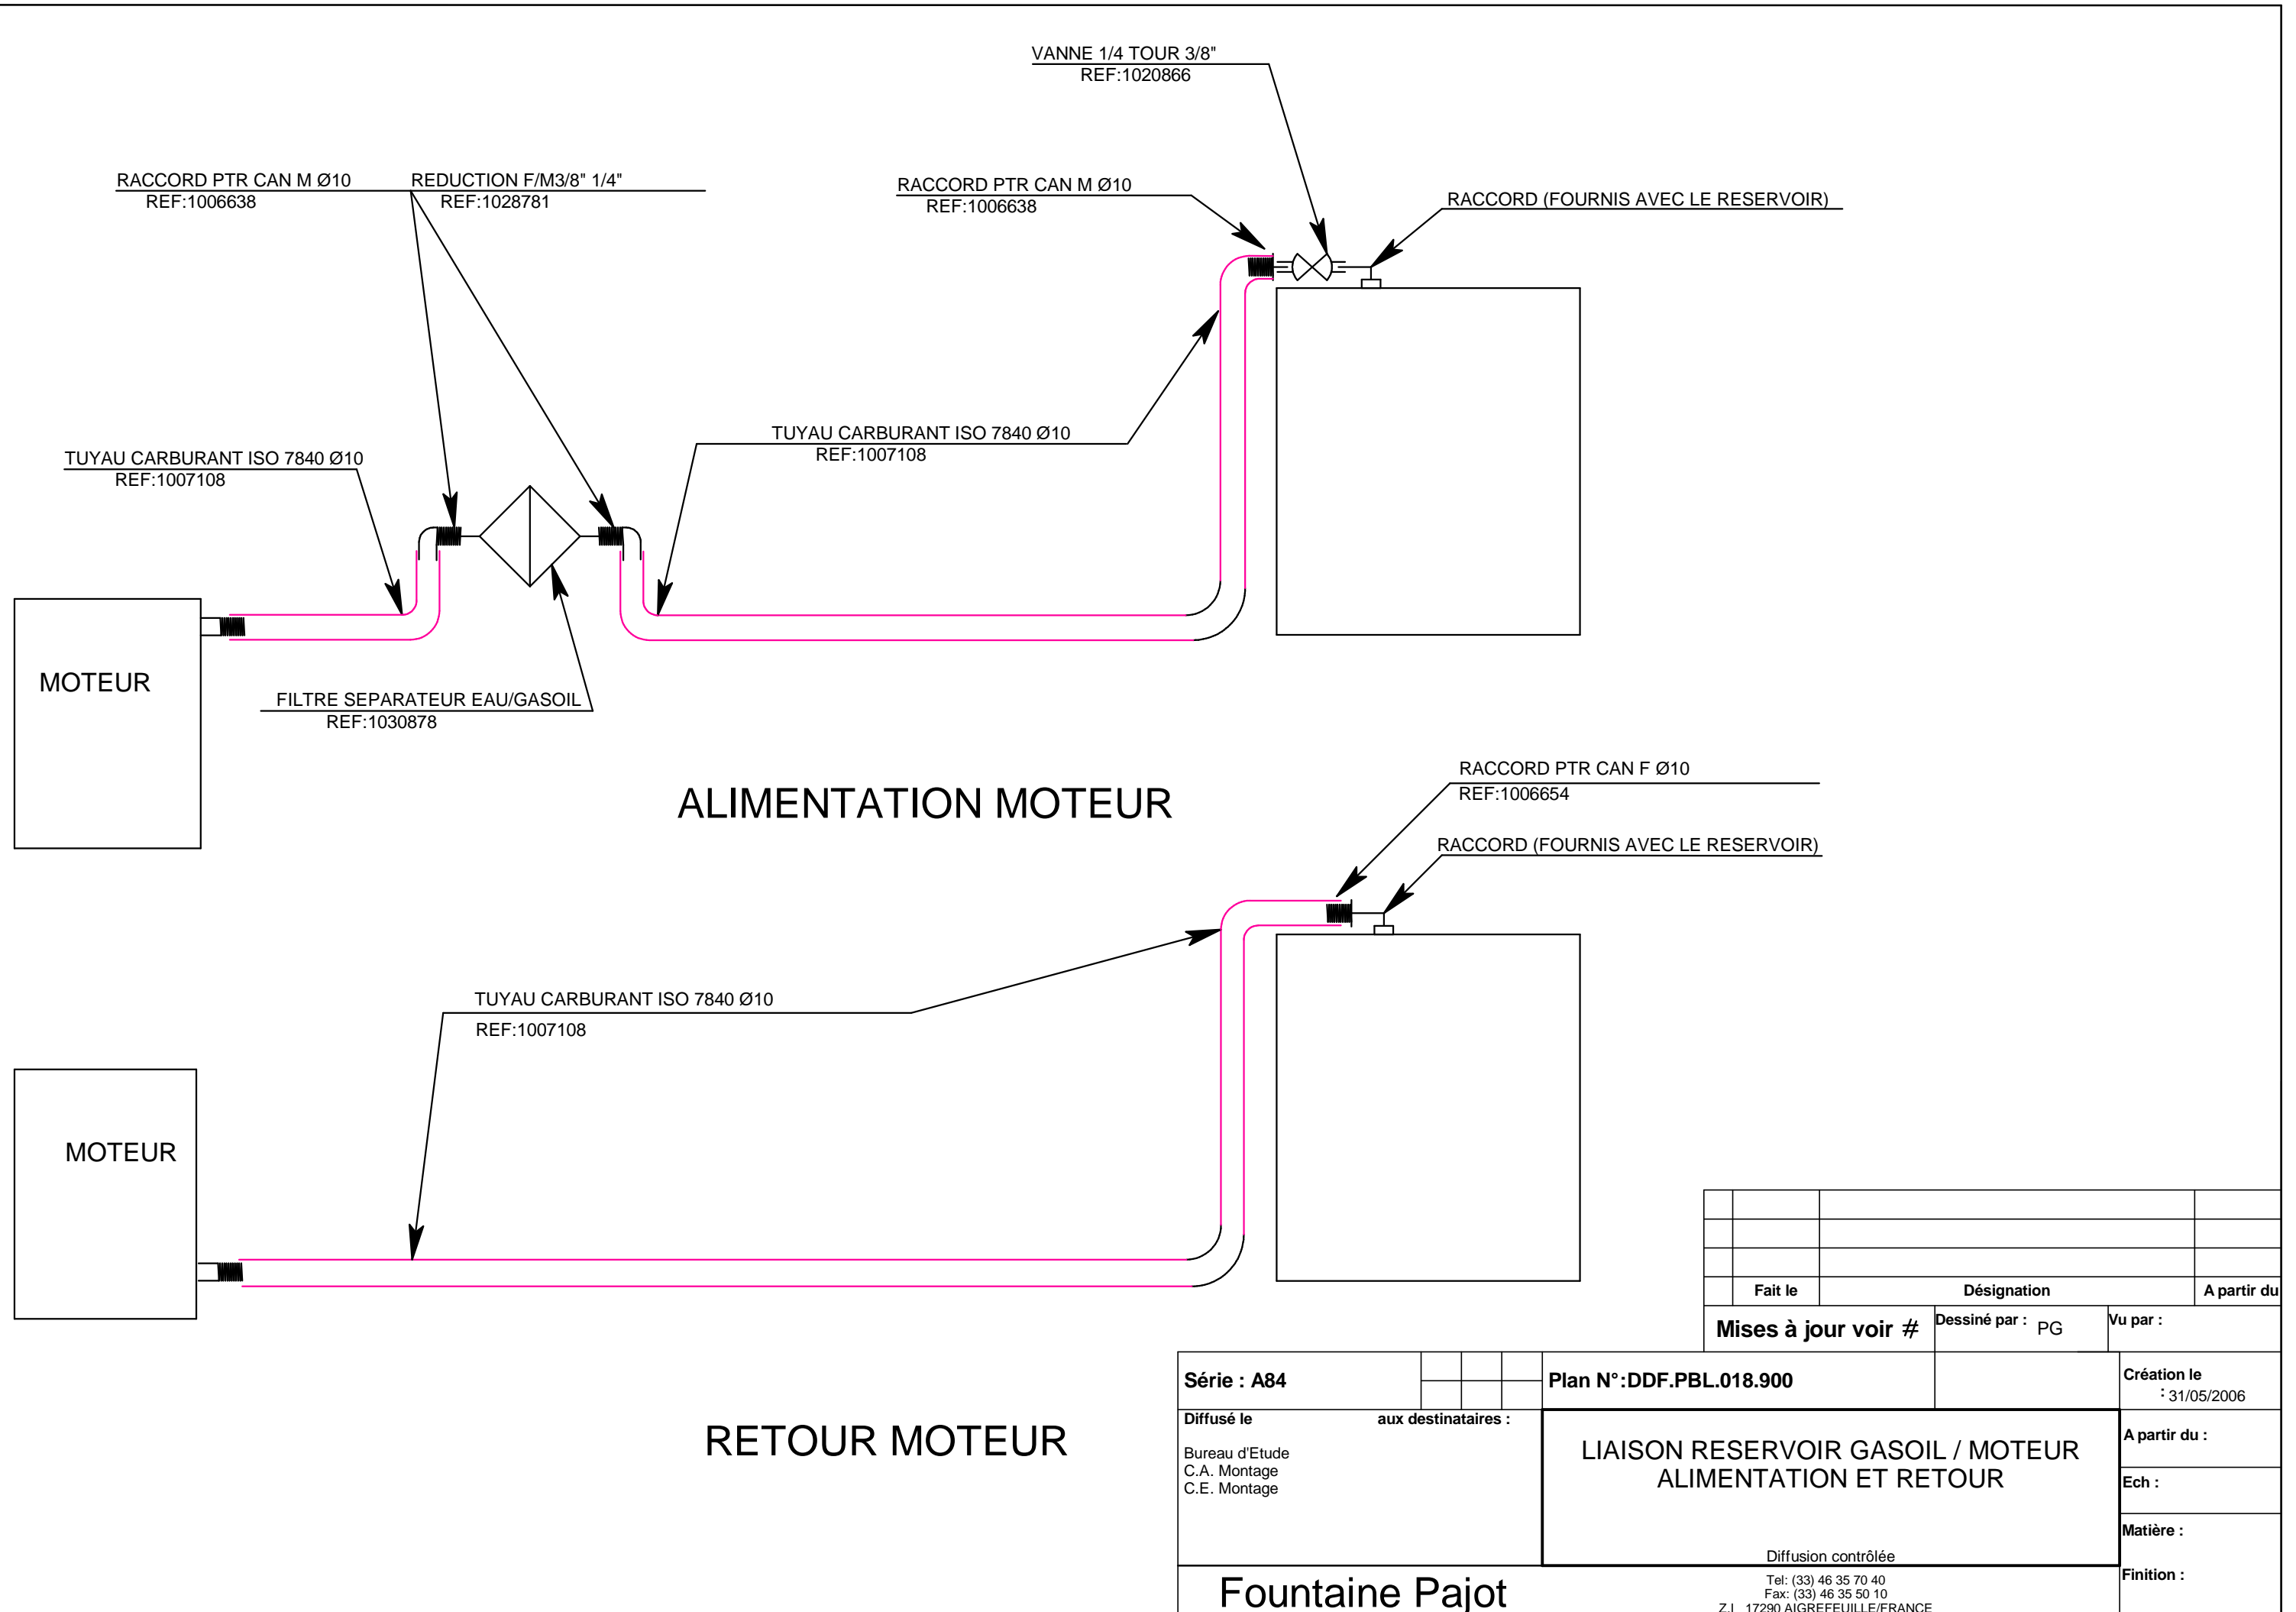 VANNE 1/4 TOUR 3/8"
REF:1020866
RACCORD PTR CAN M Ø10
REF:1006638
REDUCTION F/M3/8" 1/4"
REF:1028781
RACCORD PTR CAN M Ø10
REF:1006638
RACCORD (FOURNIS AVEC LE RESERVOIR)
TUYAU CARBURANT ISO 7840 Ø10
REF:1007108
TUYAU CARBURANT ISO 7840 Ø10
REF:1007108
MOTEUR
FILTRE SEPARATEUR EAU/GASOIL
REF:1030878
ALIMENTATION MOTEUR
RACCORD PTR CAN F Ø10
REF:1006654
RACCORD (FOURNIS AVEC LE RESERVOIR)
TUYAU CARBURANT ISO 7840 Ø10
REF:1007108
MOTEUR
RETOUR MOTEUR
Fait le Désignation A partir du
Mises à jour voir # Dessiné par : PG Vu par :
Série : A84 Plan N°:DDF.PBL.018.900
Création le
: 31/05/2006
Diffusé le aux destinataires :
Bureau d'Etude
C.A. Montage
C.E. Montage
LIAISON RESERVOIR GASOIL / MOTEUR
ALIMENTATION ET RETOUR
Diffusion contrôlée
A partir du :
Ech :
Matière :
Finition :
Fountaine Pajot
Tel: (33) 46 35 70 40
Fax: (33) 46 35 50 10
Z.I. 17290 AIGREFEUILLE/FRANCE